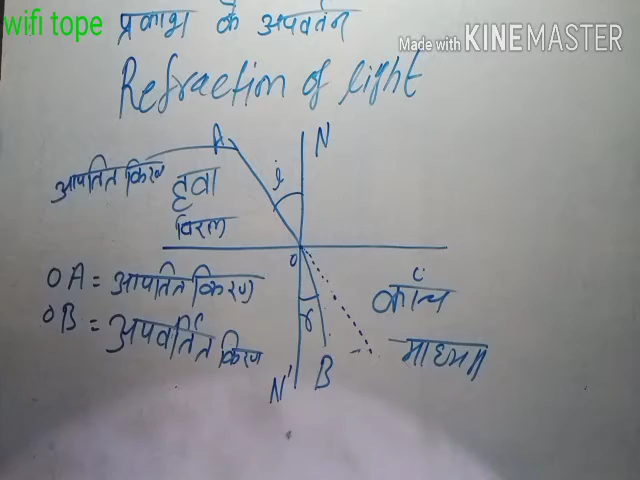 wifi tope
प्रकाश के अपवर्तन
Made with KINEMASTER
Refraction of light
A
N
आपतित किरण
i
हवा
विरल
O
OA = आपतित किरण
काँच
OB = अपवर्तित किरण
r
माध्यम
N'
B